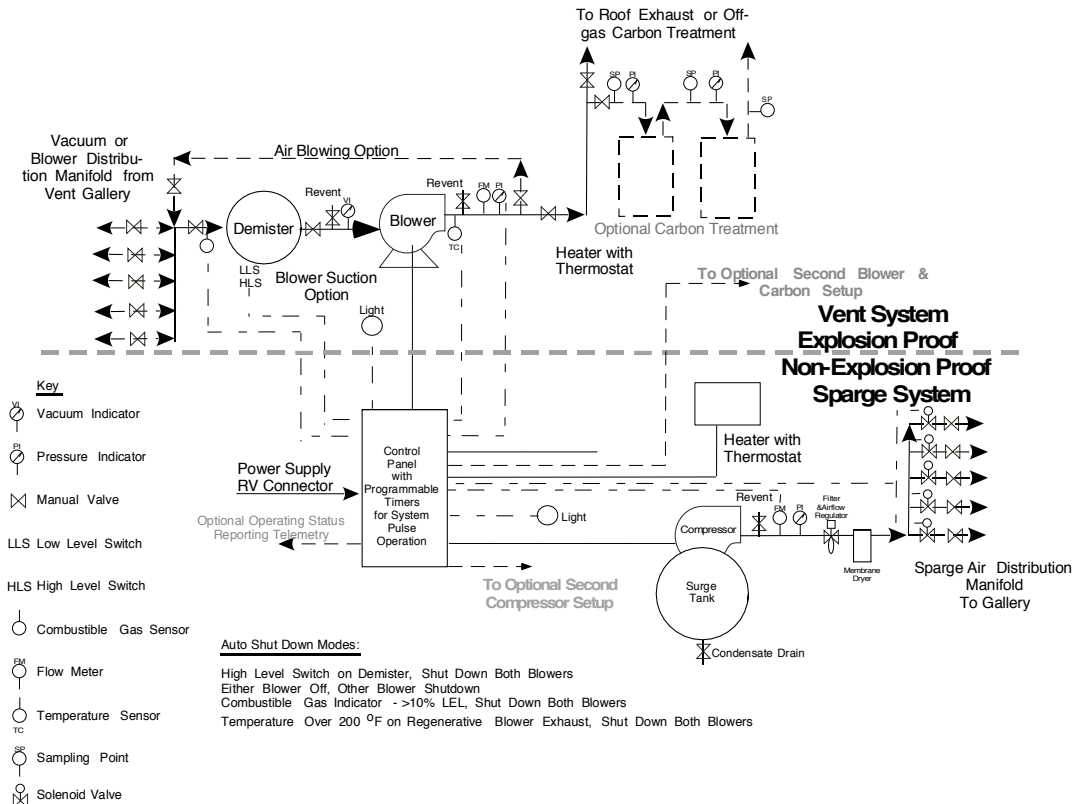 To Roof Exhaust or Off-
gas Carbon Treatment
SP
PI
SP
PI
SP
Vacuum or
Blower Distribu-
tion Manifold from
Vent Gallery
Air Blowing Option
Revent
VI
Demister
Blower
Revent
FM
PI
TC
Optional Carbon Treatment
LLS
HLS
Blower Suction
Option
Heater with
Thermostat
Light
To Optional Second Blower &
Carbon Setup
Vent System
Explosion Proof
Non-Explosion Proof
Sparge System
Key
VI
Vacuum Indicator
PI
Pressure Indicator
Manual Valve
LLS Low Level Switch
HLS High Level Switch
Combustible Gas Sensor
FM
Flow Meter
Temperature Sensor
TC
SP
Sampling Point
Solenoid Valve
Power Supply
RV Connector
Optional Operating Status
Reporting Telemetry
Control
Panel
with
Programmable
Timers
for System
Pulse
Operation
Light
Heater with
Thermostat
To Optional Second
Compressor Setup
Compressor
Revent
FM
PI
Filter
&Airflow
Regulator
Membrane
Dryer
Surge
Tank
Condensate Drain
Sparge Air Distribution
Manifold
To Gallery
Auto Shut Down Modes:
High Level Switch on Demister, Shut Down Both Blowers
Either Blower Off, Other Blower Shutdown
Combustible Gas Indicator - >10% LEL, Shut Down Both Blowers
Temperature Over 200 °F on Regenerative Blower Exhaust, Shut Down Both Blowers